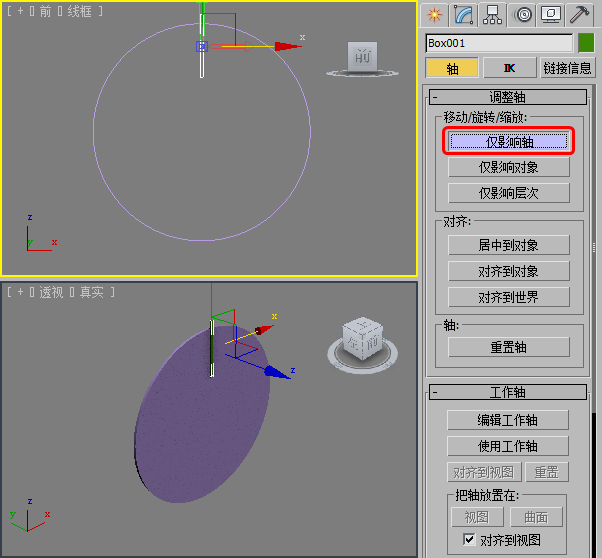 [ + ] 前 [] 线框 ]
x
前
z
y
x
[ + ] 透视 [] 真实 ]
x
z
左
前
z
y
x
Box001
轴
IK
链接信息
- 调整轴
移动/旋转/缩放:
仅影响轴
仅影响对象
仅影响层次
对齐:
居中到对象
对齐到对象
对齐到世界
轴:
重置轴
- 工作轴
编辑工作轴
使用工作轴
对齐到视图
重置
把轴放置在:
视图
曲面
对齐到视图